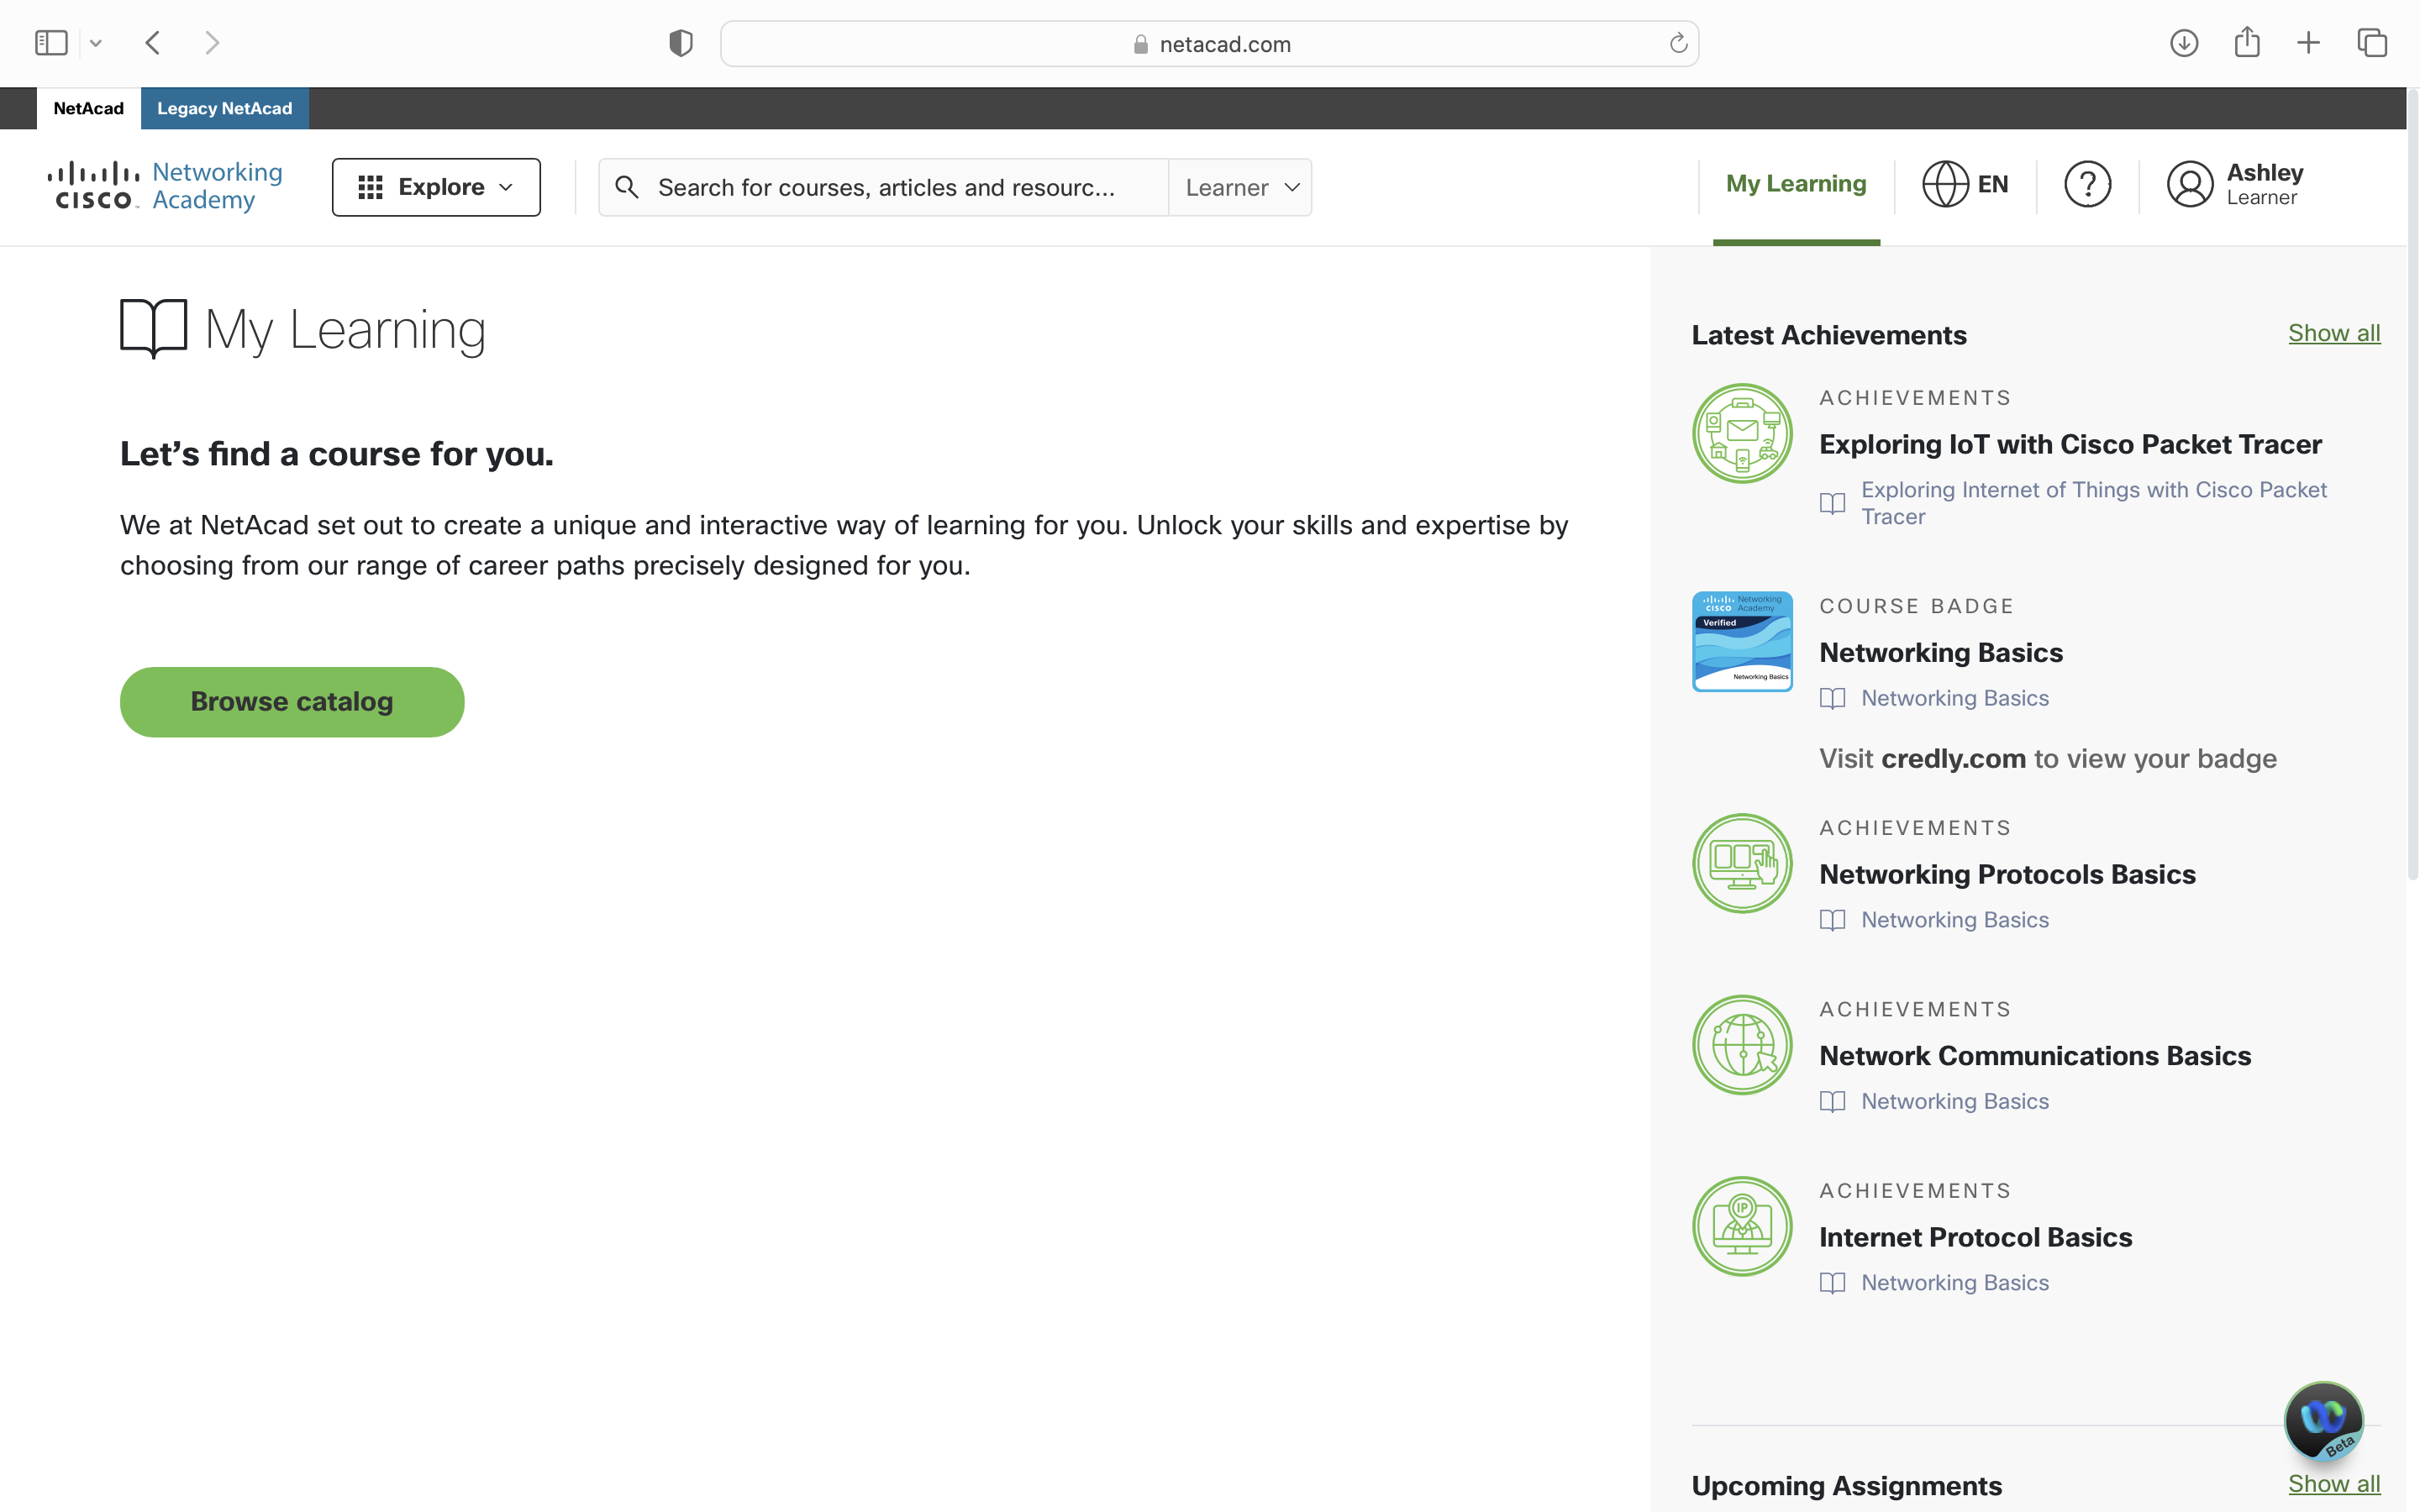 netacad.com
NetAcad
Legacy NetAcad
CISCO
Networking
Academy
Explore
Search for courses, articles and resourc...
Learner
My Learning
EN
?
Ashley
Learner
My Learning
Let’s find a course for you.
We at NetAcad set out to create a unique and interactive way of learning for you. Unlock your skills and expertise by
choosing from our range of career paths precisely designed for you.
Browse catalog
Latest Achievements
Show all
ACHIEVEMENTS
Exploring IoT with Cisco Packet Tracer
Exploring Internet of Things with Cisco Packet
Tracer
CISCO
Networking
Academy
Verified
Networking Basics
COURSE BADGE
Networking Basics
Networking Basics
Visit credly.com to view your badge
ACHIEVEMENTS
Networking Protocols Basics
Networking Basics
ACHIEVEMENTS
Network Communications Basics
Networking Basics
IP
ACHIEVEMENTS
Internet Protocol Basics
Networking Basics
Beta
Upcoming Assignments
Show all